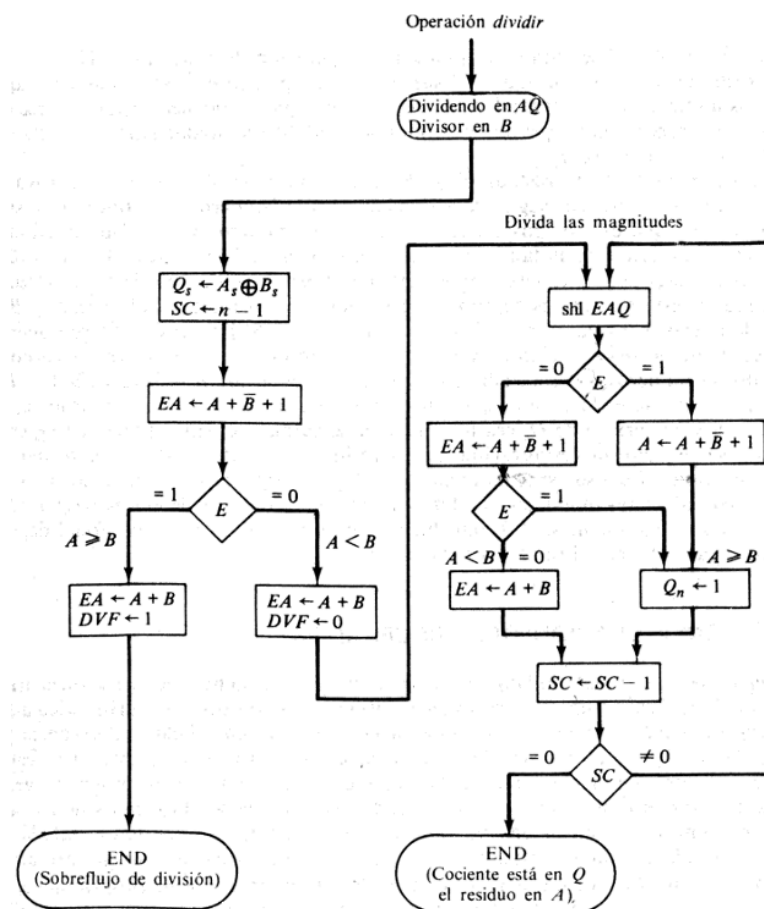 Operación dividir
Dividendo en AQ
Divisor en B
Qs ← As ⊕ Bs
SC ← n − 1
EA ← A + B̅ + 1
E
= 1
= 0
A ⩾ B
A < B
EA ← A + B
DVF ← 1
EA ← A + B
DVF ← 0
END
(Sobreflujo de división)
Divida las magnitudes
shl EAQ
= 0
= 1
E
EA ← A + B̅ + 1
A ← A + B̅ + 1
E
= 1
A < B
= 0
A ⩾ B
EA ← A + B
Qn ← 1
SC ← SC − 1
= 0
≠ 0
SC
END
(Cociente está en Q
el residuo en A)